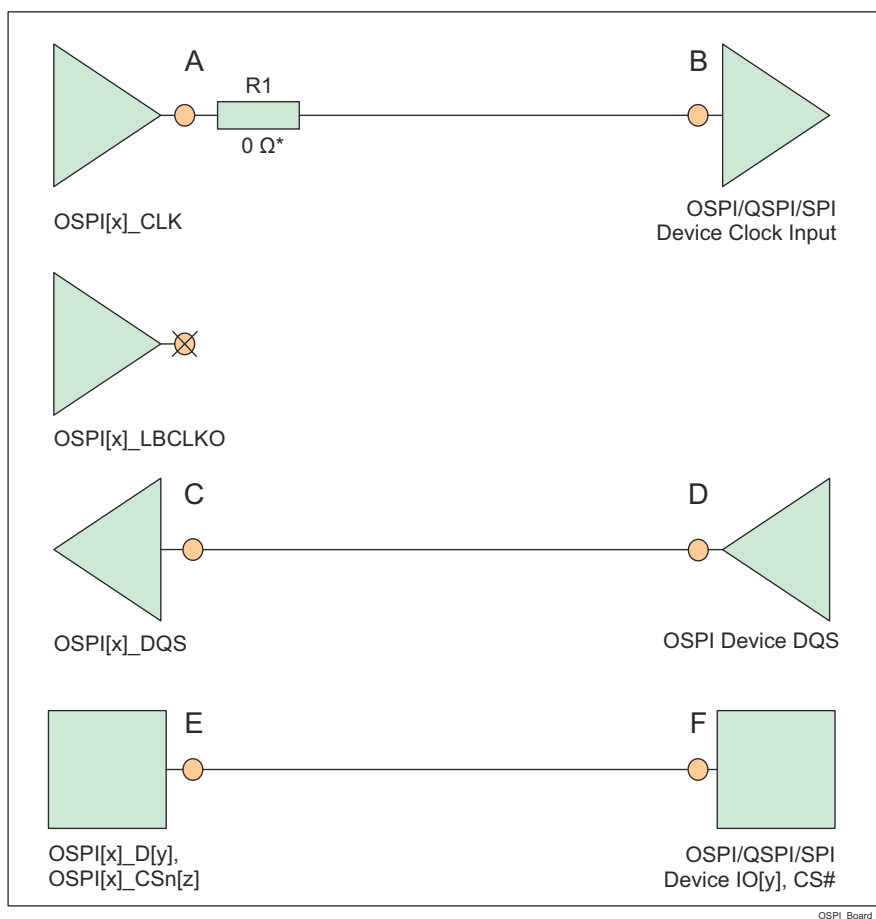 A
B
R1
0 Ω*
OSPI[x]_CLK
OSPI/QSPI/SPI
Device Clock Input
OSPI[x]_LBCLKO
C
D
OSPI[x]_DQS
OSPI Device DQS
E
F
OSPI[x]_D[y],
OSPI[x]_CSn[z]
OSPI/QSPI/SPI
Device IO[y], CS#
OSPI_Board